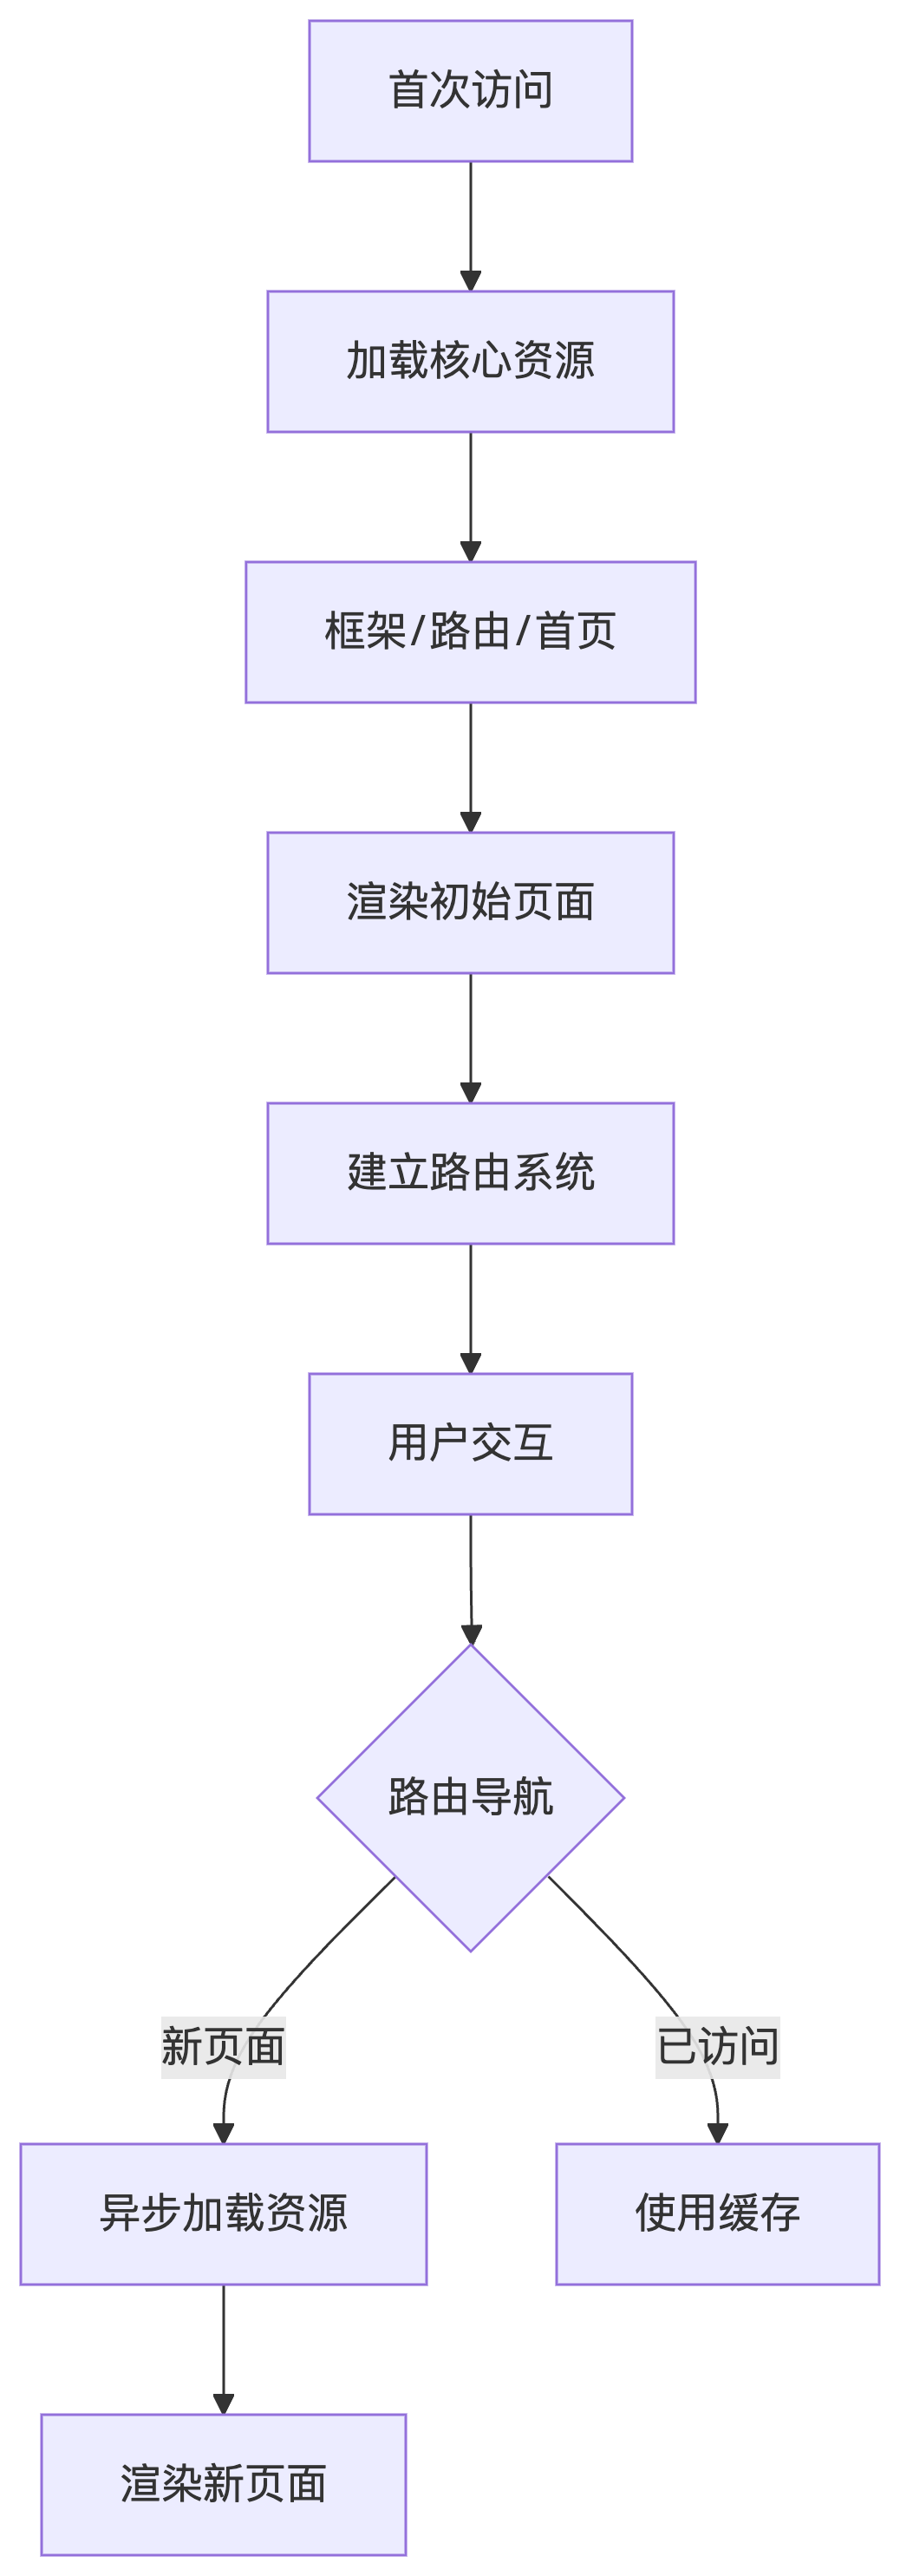 首次访问
加载核心资源
框架/路由/首页
渲染初始页面
建立路由系统
用户交互
路由导航
新页面
已访问
异步加载资源
使用缓存
渲染新页面